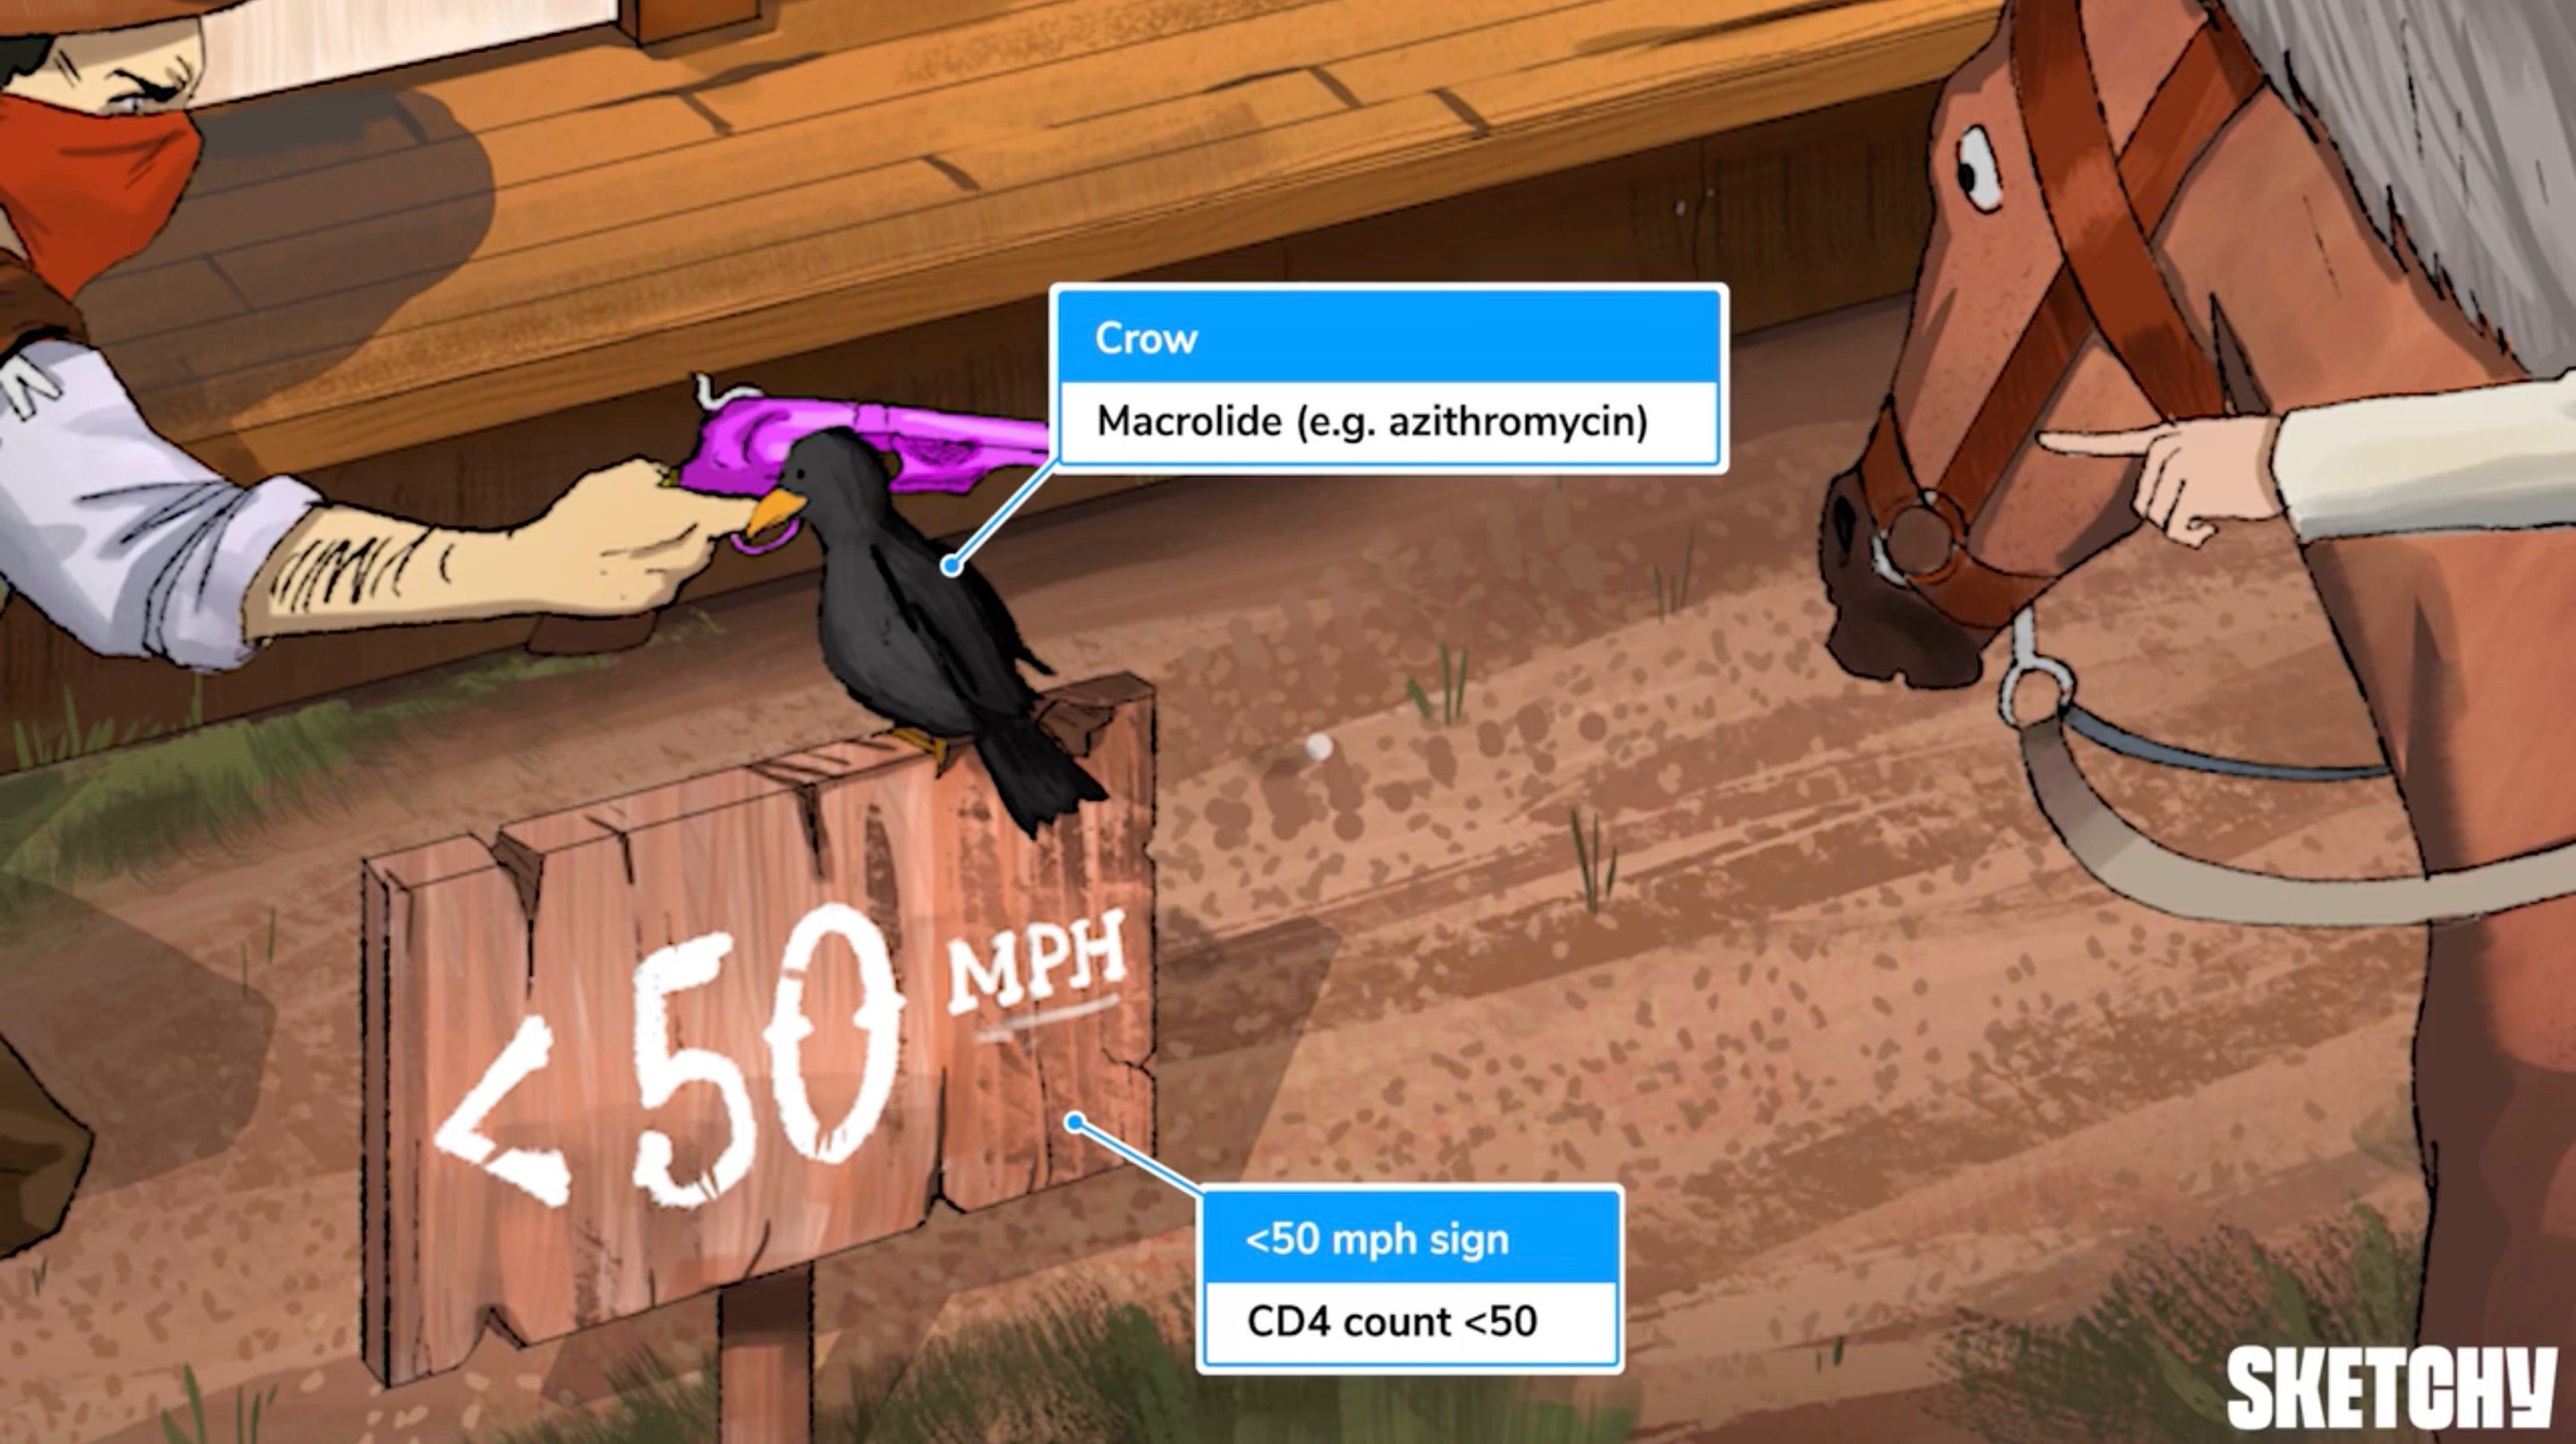 Crow
Macrolide (e.g. azithromycin)
<50 MPH
<50 mph sign
CD4 count <50
SKETCHY